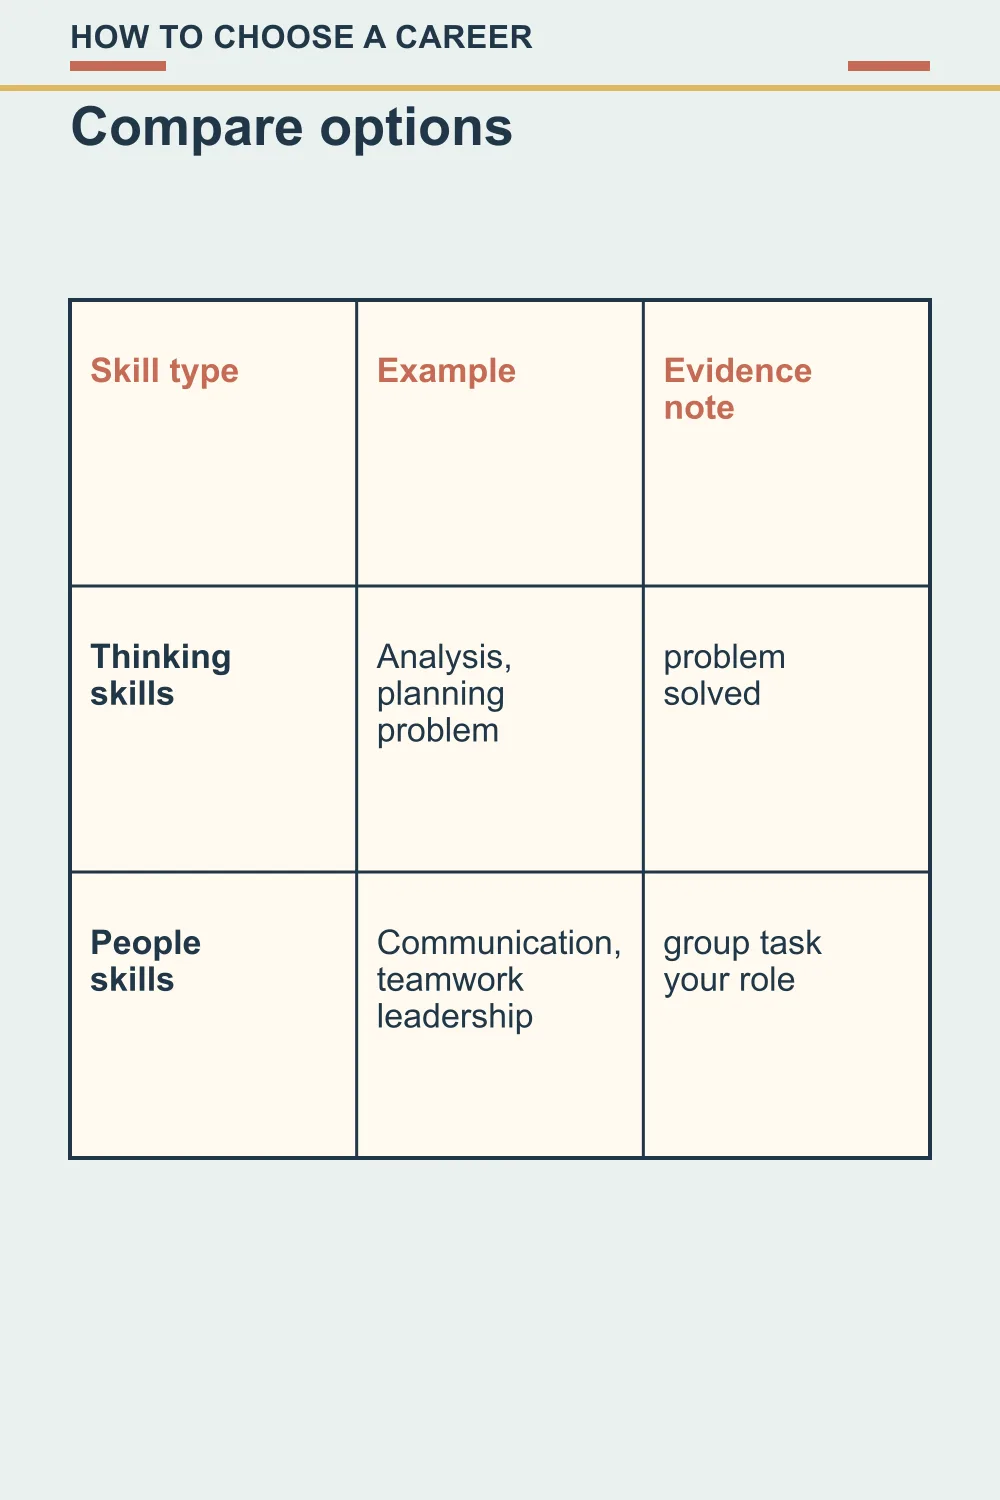 HOW TO CHOOSE A CAREER
Compare options
Skill type
Example
Evidence
note
Thinking
skills
Analysis,
planning
problem
problem
solved
People
skills
Communication,
teamwork
leadership
group task
your role